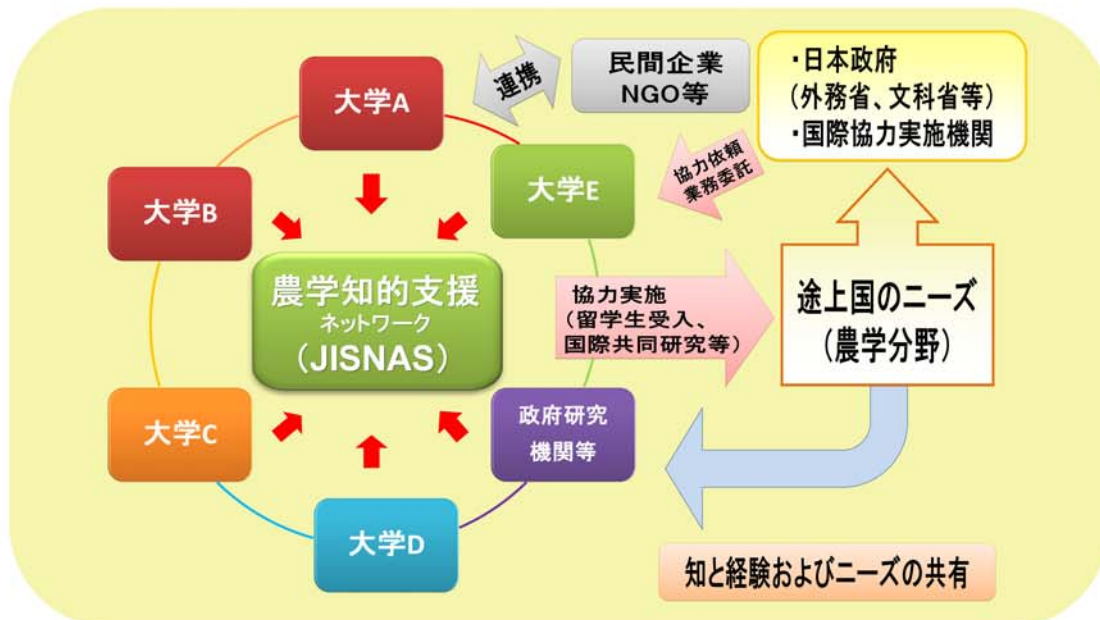 大学A
連携
民間企業
NGO等
・日本政府
(外務省、文科省等)
・国際協力実施機関
大学B
大学E
協力依頼
業務委託
農学知的支援
ネットワーク
(JISNAS)
協力実施
(留学生受入、
国際共同研究等)
途上国のニーズ
(農学分野)
大学C
政府研究
機関等
大学D
知と経験およびニーズの共有